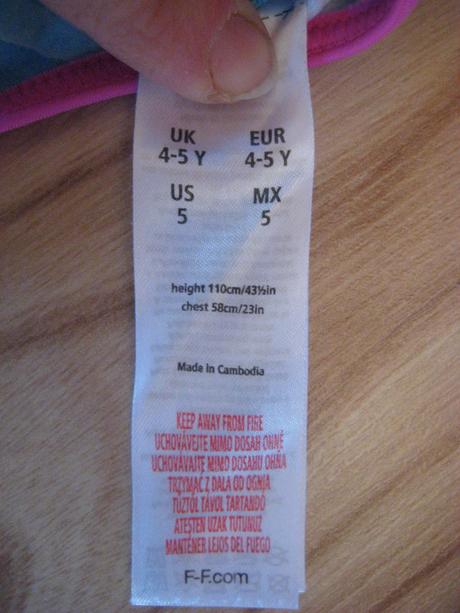 UK EUR
4-5 Y 4-5 Y
US MX
5 5
height 110cm/43½in
chest 58cm/23in
Made in Cambodia
KEEP AWAY FROM FIRE
UCHOVÁVEJTE MIMO DOSAH OHNĚ
UCHOVÁVAJTE MIMO DOSAHU OHŇA
TRZYMAĆ Z DALA OD OGNIA
TŰZTŐL TÁVOL TARTANDÓ
ATEŞTEN UZAK TUTUNUZ
MANTENER LEJOS DEL FUEGO
F-F.com